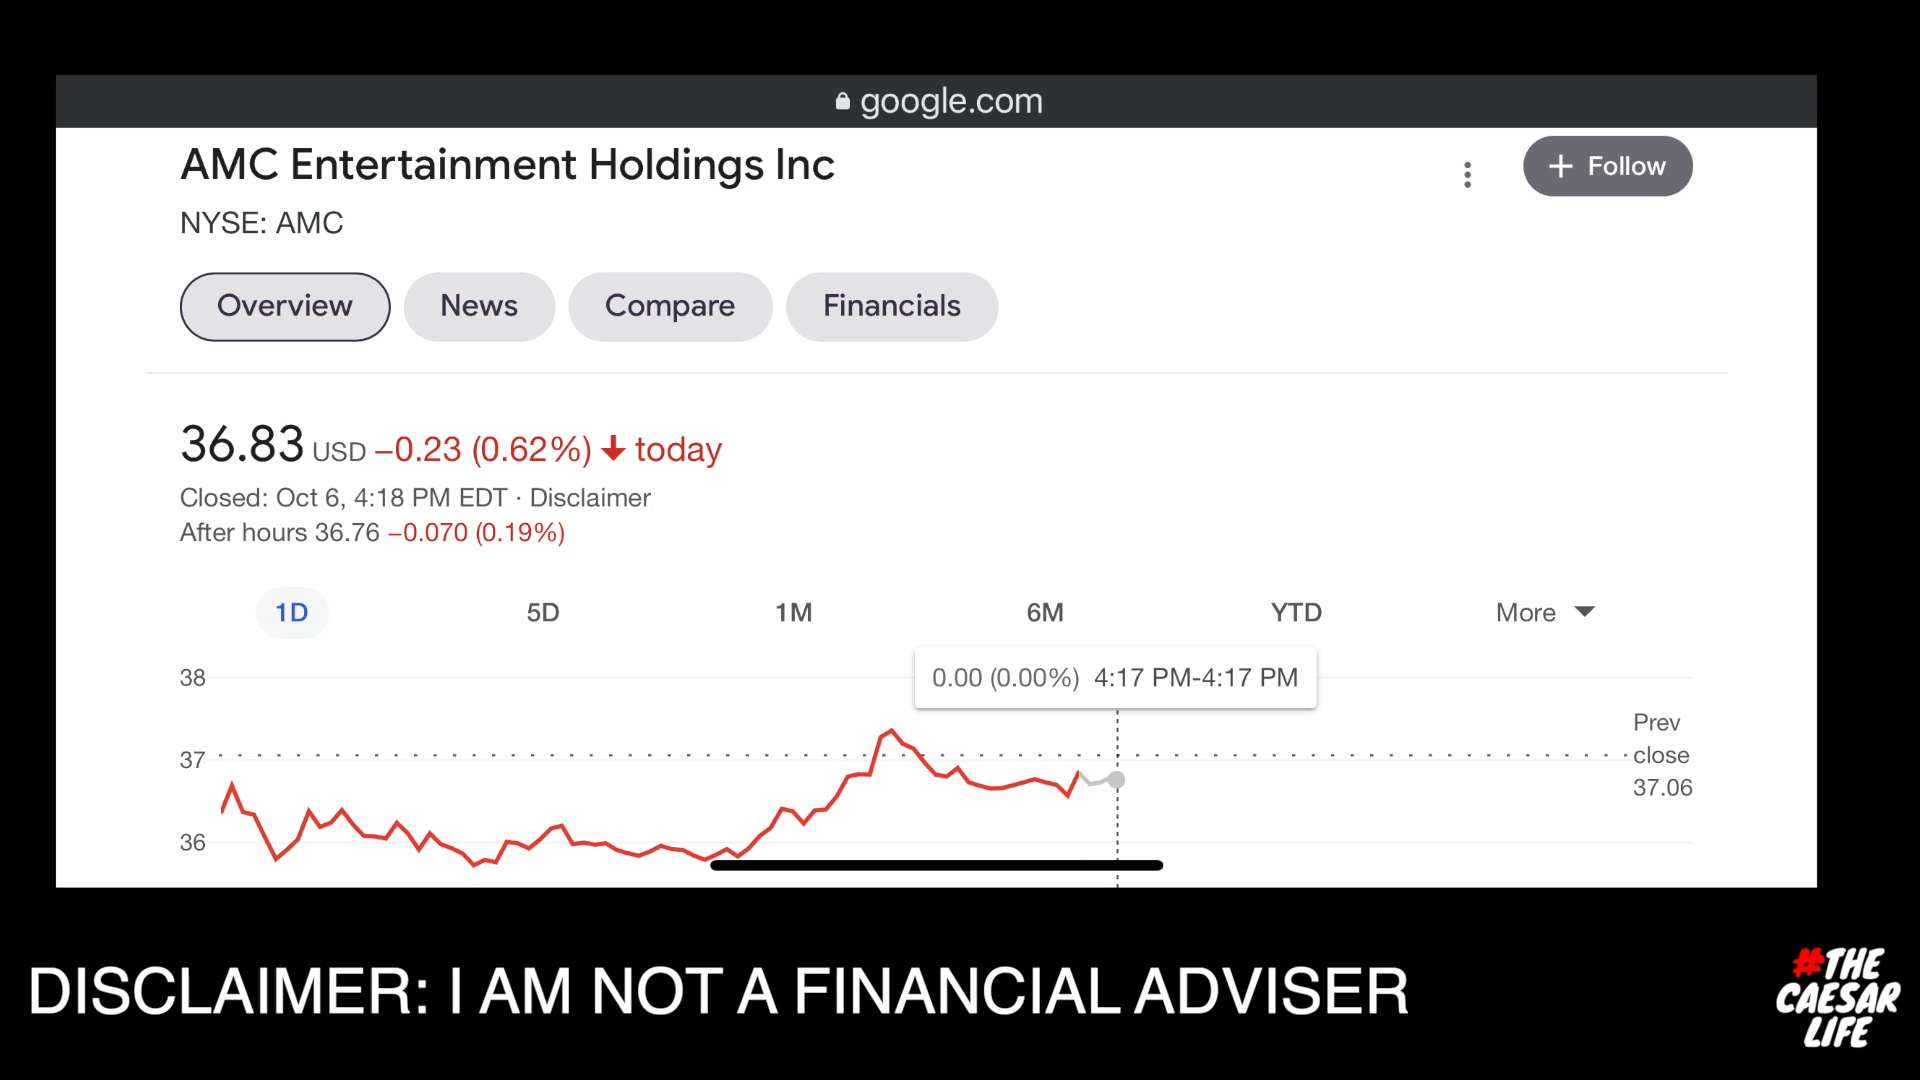 google.com
AMC Entertainment Holdings Inc
+ Follow
NYSE: AMC
Overview
News
Compare
Financials
36.83 USD −0.23 (0.62%) ↓ today
Closed: Oct 6, 4:18 PM EDT · Disclaimer
After hours 36.76 −0.070 (0.19%)
1D
5D
1M
6M
YTD
More
0.00 (0.00%) 4:17 PM-4:17 PM
38
37
36
Prev
close
37.06
DISCLAIMER: I AM NOT A FINANCIAL ADVISER
#THE
CAESAR
LIFE